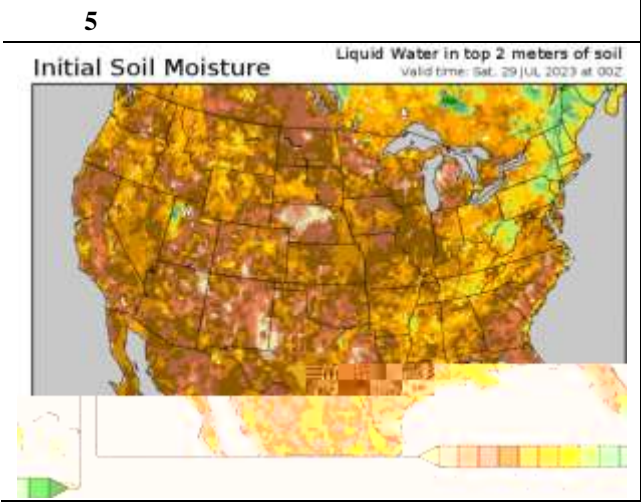 5
Liquid Water in top 2 meters of soil
Initial Soil Moisture
Valid time: Sat, 29 JUL 2023 at 00Z